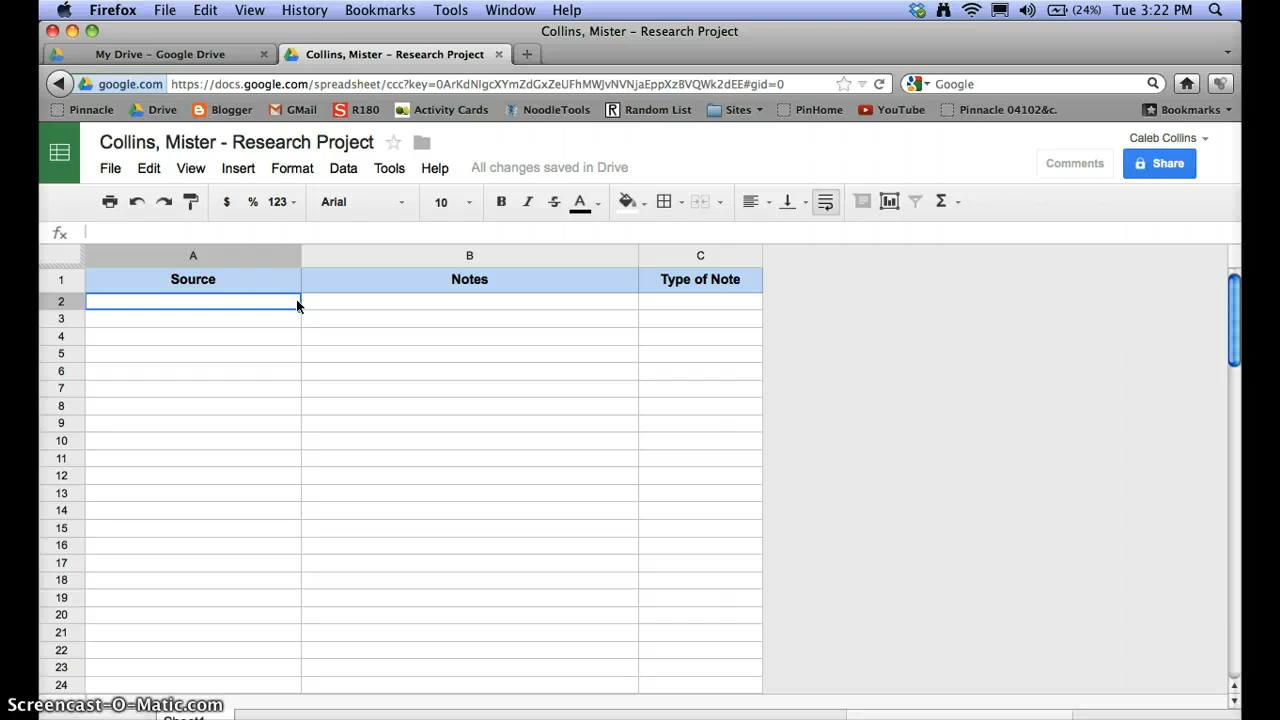 Firefox File Edit View History Bookmarks Tools Window Help (24%) Tue 3:22 PM
Collins, Mister - Research Project
My Drive - Google Drive Collins, Mister - Research Project
google.com https://docs.google.com/spreadsheet/ccc?key=0ArKdNIgcXYmZdGxZeUFhMWJvNVNjaEppXzBVQWk2dEE#gid=0 Google
Pinnacle Drive Blogger GMail R180 Activity Cards NoodleTools Random List Sites PinHome YouTube Pinnacle 04102&c. Bookmarks
Collins, Mister - Research Project Caleb Collins
File Edit View Insert Format Data Tools Help All changes saved in Drive Comments Share
$ % 123 Arial 10 B I S A Σ
fx
A B C
1 Source Notes Type of Note
2
3
4
5
6
7
8
9
10
11
12
13
14
15
16
17
18
19
20
21
22
23
24
Screencast-O-Matic.com
Sheet1